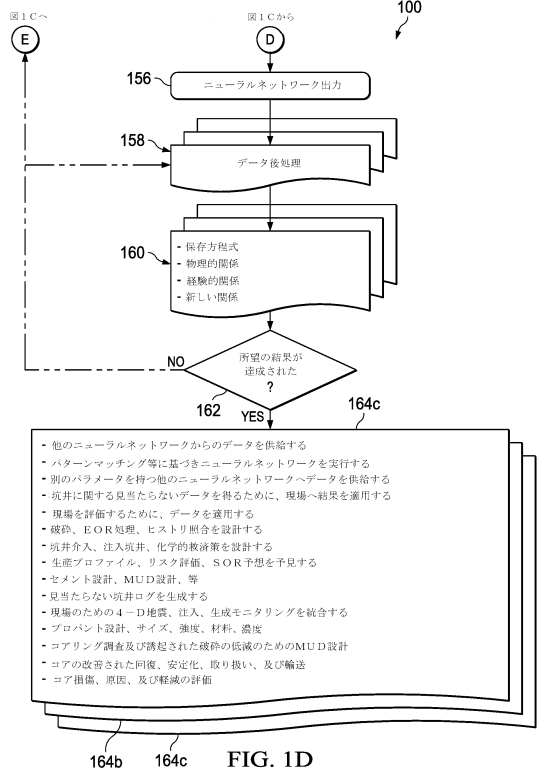 図１Ｃへ
図１Ｃから
100
E
D
156
ニューラルネットワーク出力
158
データ後処理
160
- 保存方程式
- 物理的関係
- 経験的関係
- 新しい関係
NO
所望の結果が
達成された
?
162
YES
164c
- 他のニューラルネットワークからのデータを供給する
- パターンマッチング等に基づきニューラルネットワークを実行する
- 別のパラメータを持つ他のニューラルネットワークへデータを供給する
- 坑井に関する見当たらないデータを得るために、現場へ結果を適用する
- 現場を評価するために、データを適用する
- 破砕、ＥＯＲ処理、ヒストリ照合を設計する
- 坑井介入、注入坑井、化学的救済策を設計する
- 生産プロファイル、リスク評価、ＳＯＲ予想を予見する
- セメント設計、ＭＵＤ設計、等
- 見当たらない坑井ログを生成する
- 現場のための４－Ｄ地震、注入、生成モニタリングを統合する
- プロパント設計、サイズ、強度、材料、濃度
- コアリング調査及び誘起された破砕の低減のためのＭＵＤ設計
- コアの改善された回復、安定化、取り扱い、及び輸送
- コア損傷、原因、及び軽減の評価
164b
164c
FIG. 1D